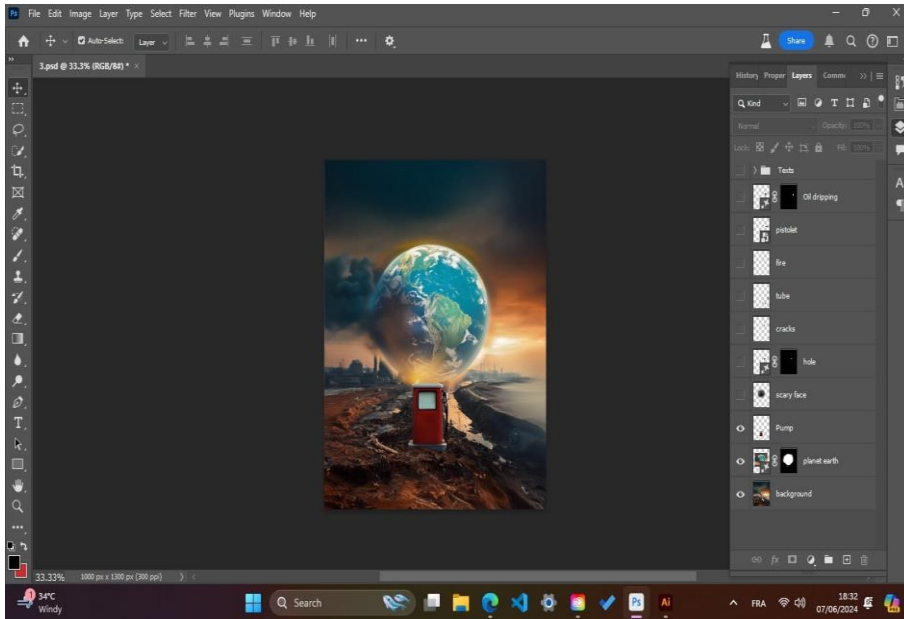 Ps File Edit Image Layer Type Select Filter View Plugins Window Help
Auto-Select: Layer Share
3.psd @ 33.3% (RGB/8#) *
History Proper Layers Comm
Kind
Normal Opacity: 100%
Lock: Fill: 100%
Texts
Oil dripping
pistolet
fire
tube
cracks
hole
scary face
Pump
planet earth
background
33.33% 1000 px x 1300 px (300 ppi)
1 34°C
Windy
Search
Ps Ai
FRA
18:32
07/06/2024